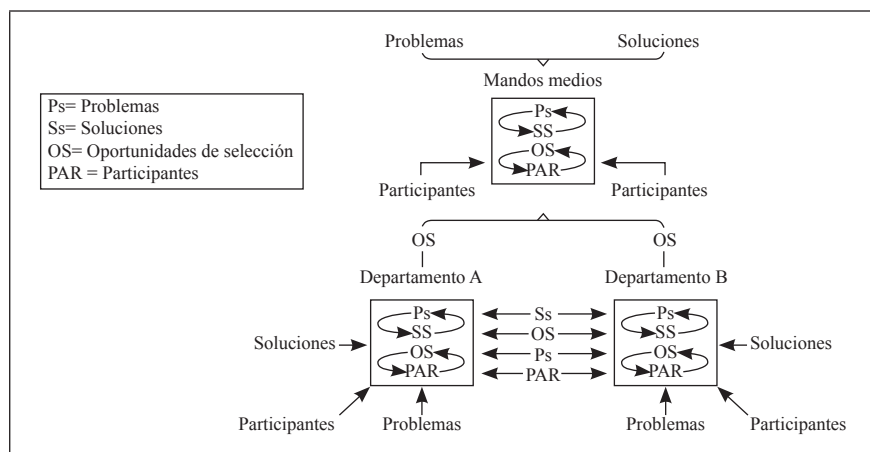 Problemas Soluciones
Mandos medios
Ps= Problemas
Ss= Soluciones
OS= Oportunidades de selección
PAR = Participantes
Ps
SS
OS
PAR
Participantes Participantes
OS OS
Departamento A Departamento B
Ps Ss Ps
SS OS SS
Soluciones OS Ps OS Soluciones
PAR PAR PAR
Participantes Problemas Problemas Participantes